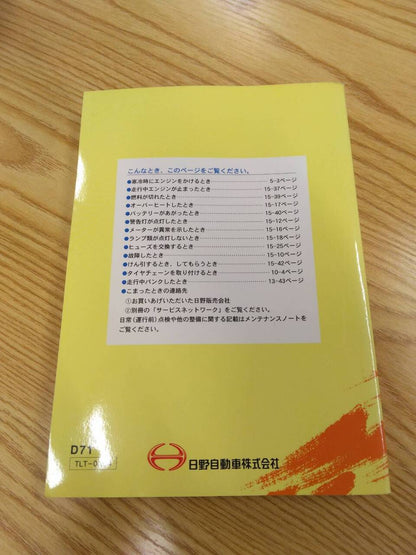 こんなとき、このページをご覧ください。
●寒冷時にエンジンをかけるとき 5-3ページ
●走行中エンジンが止まったとき 15-37ページ
●燃料が切れたとき 15-39ページ
●オーバーヒートしたとき 15-17ページ
●バッテリーがあがったとき 15-40ページ
●警告灯が点灯したとき 15-12ページ
●メーターが異常を示したとき 15-16ページ
●ランプ類が点灯しないとき 15-18ページ
●ヒューズを交換するとき 15-25ページ
●故障したとき 15-10ページ
●けん引するとき、してもらうとき 15-42ページ
●タイヤチェーンを取り付けるとき 10-4ページ
●走行中パンクしたとき 13-43ページ
●こまったときの連絡先
①お買いあげいただいた日野販売会社
②別冊の「サービスネットワーク」をご覧ください。
日常(運行前)点検や他の整備に関する記載はメンテナンスノートを
ご覧ください。
D71
日野自動車株式会社